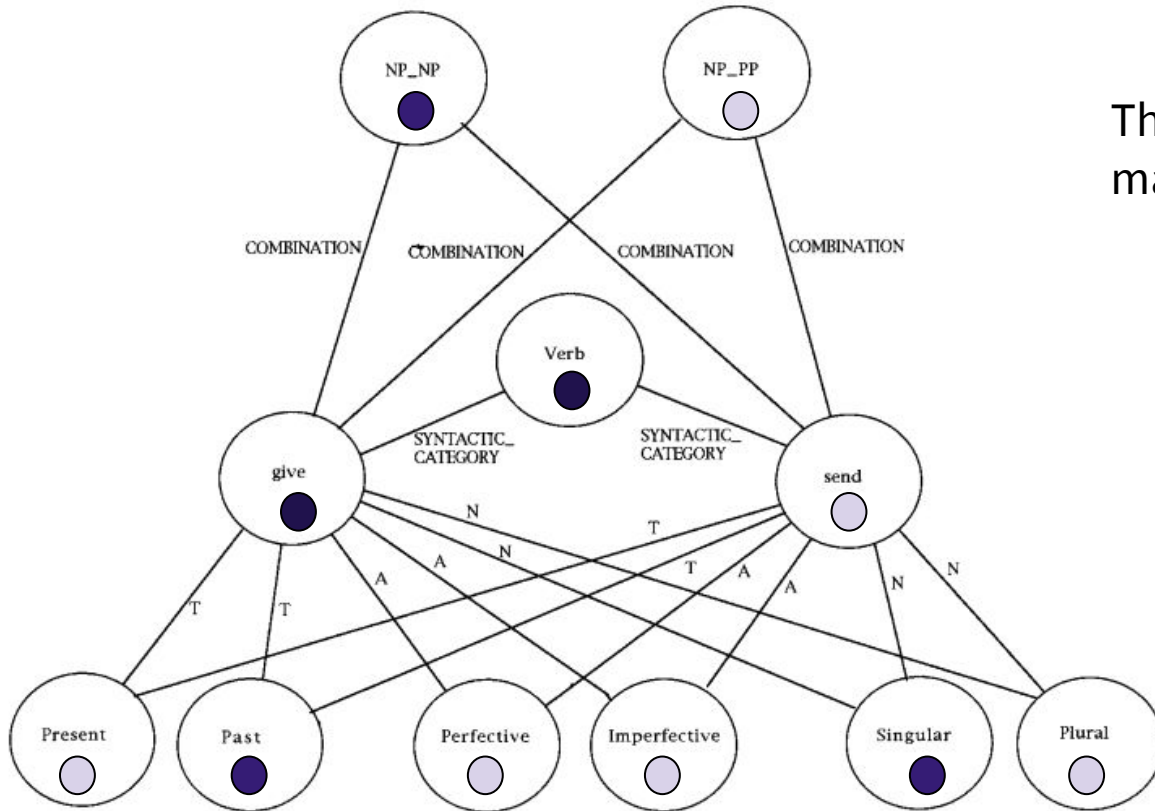 NP_NP
NP_PP
Th
ma
COMBINATION
COMBINATION
COMBINATION
COMBINATION
Verb
SYNTACTIC_
CATEGORY
SYNTACTIC_
CATEGORY
give
send
N
T
A
A
N
T
A
A
N
N
T
T
Present
Past
Perfective
Imperfective
Singular
Plural